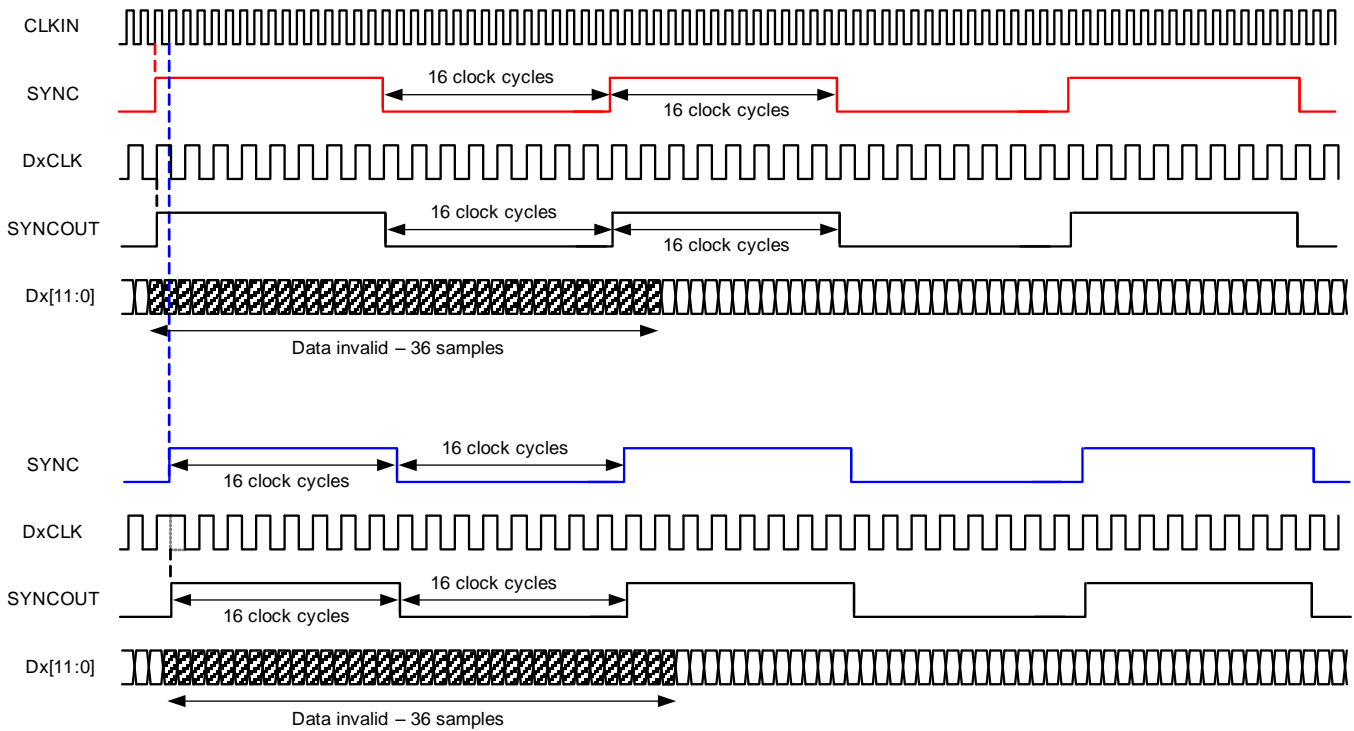 CLKIN
16 clock cycles
SYNC
16 clock cycles
DxCLK
16 clock cycles
SYNCOUT
16 clock cycles
Dx[11:0]
Data invalid – 36 samples
16 clock cycles
SYNC
16 clock cycles
DxCLK
16 clock cycles
SYNCOUT
16 clock cycles
Dx[11:0]
Data invalid – 36 samples